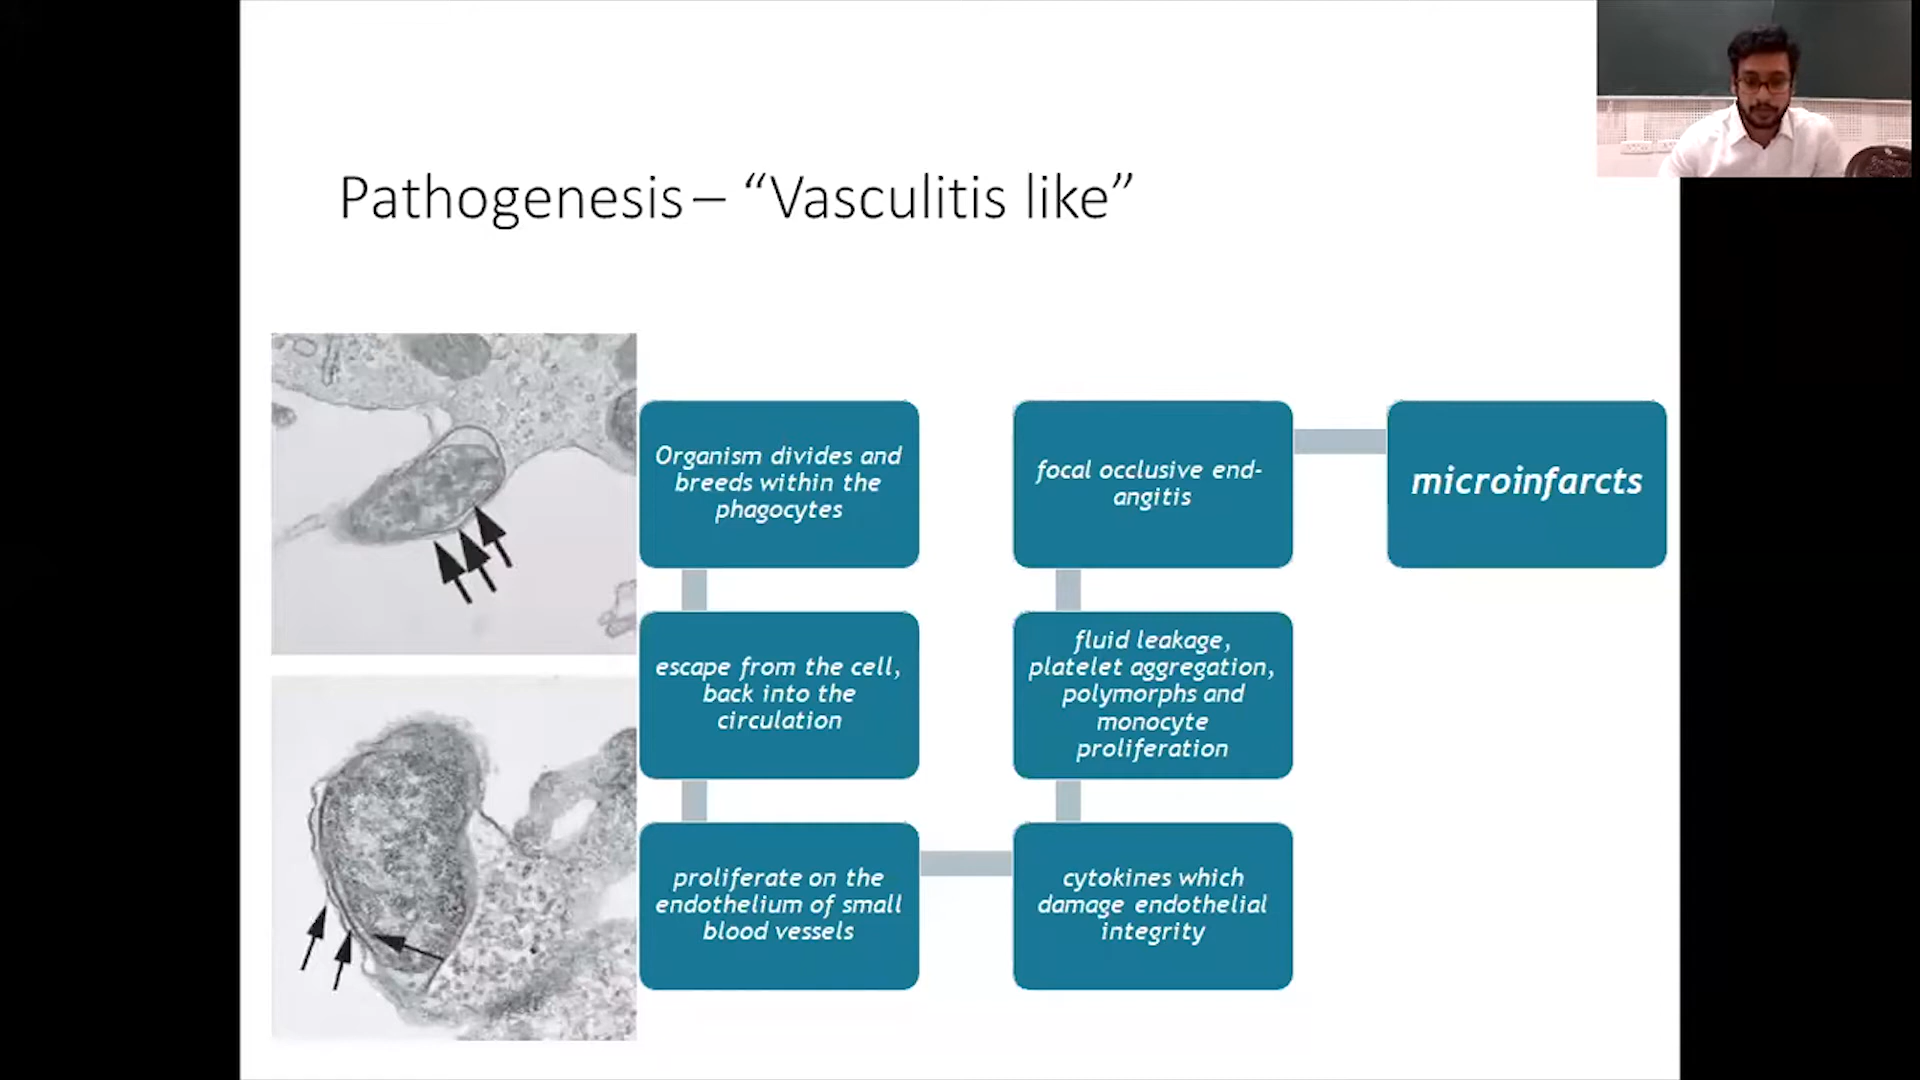 Pathogenesis – “Vasculitis like”
Organism divides and
breeds within the
phagocytes
escape from the cell,
back into the
circulation
proliferate on the
endothelium of small
blood vessels
cytokines which
damage endothelial
integrity
fluid leakage,
platelet aggregation,
polymorphs and
monocyte
proliferation
focal occlusive end-
angitis
microinfarcts